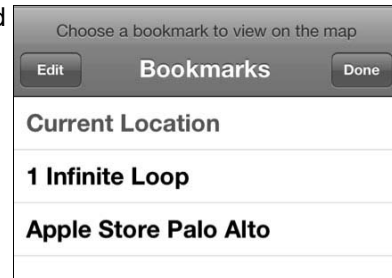 d
Choose a bookmark to view on the map
Edit Bookmarks Done
Current Location
1 Infinite Loop
Apple Store Palo Alto